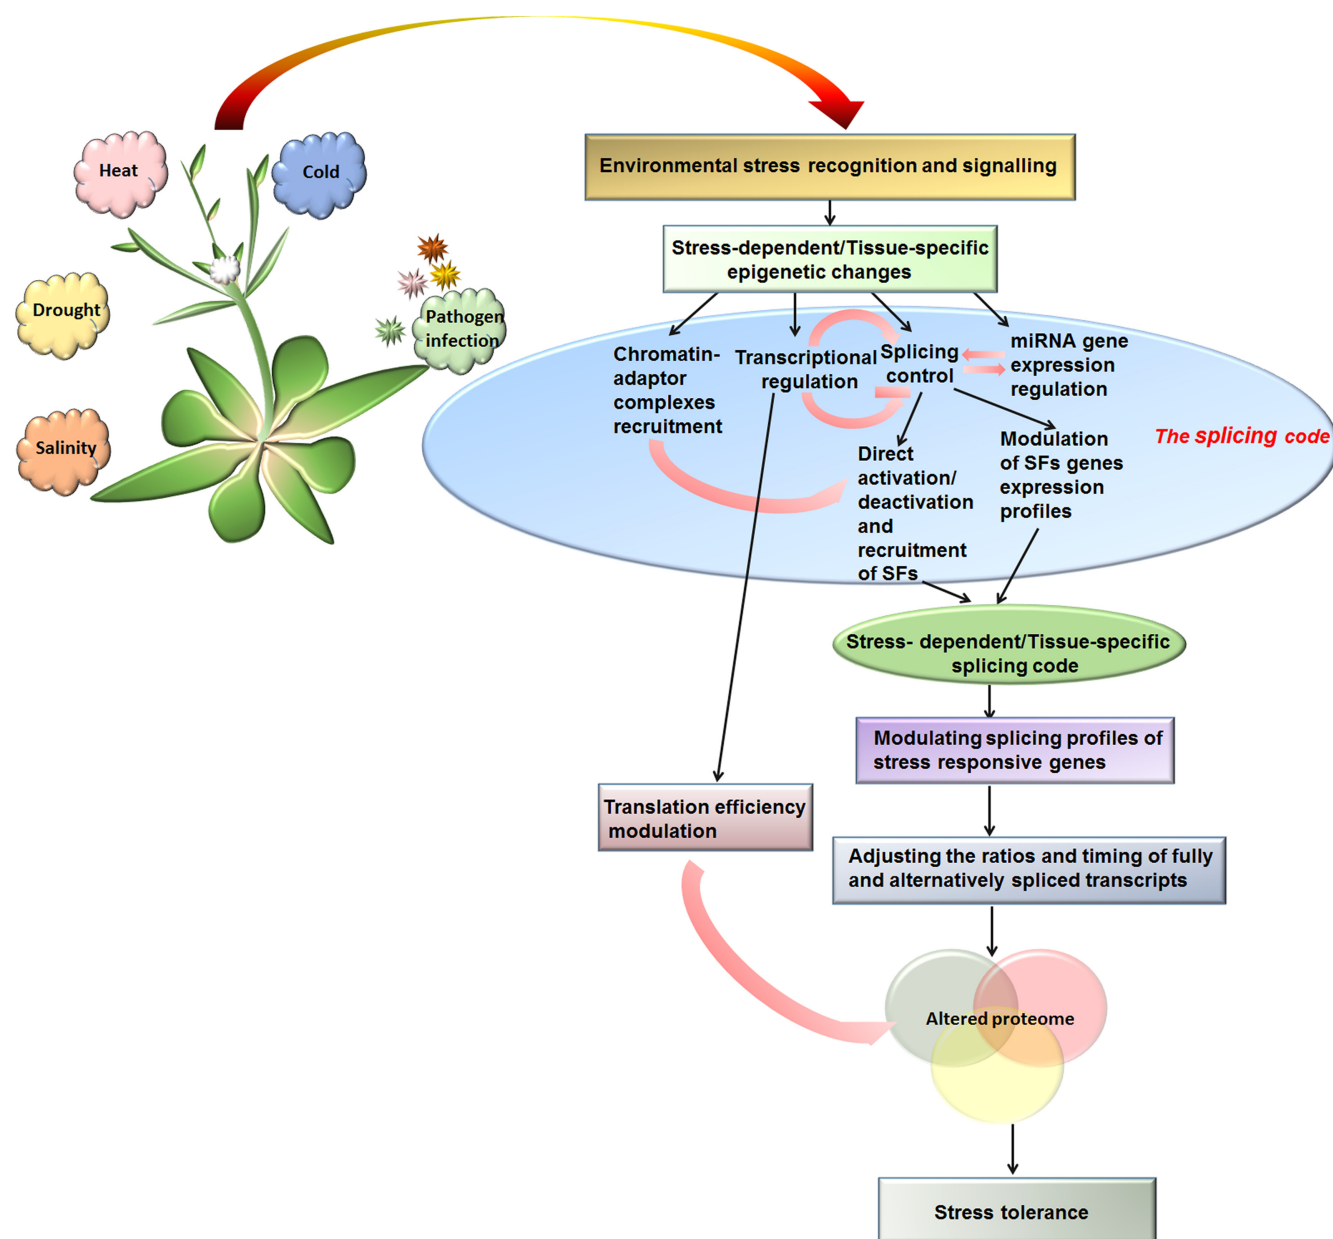 Heat
Cold
Drought
Pathogen
infection
Salinity
Environmental stress recognition and signalling
Stress-dependent/Tissue-specific
epigenetic changes
Chromatin-
adaptor
complexes
recruitment
Transcriptional
regulation
Splicing
control
miRNA gene
expression
regulation
The splicing code
Direct
activation/
deactivation
and
recruitment
of SFs
Modulation
of SFs genes
expression
profiles
Stress- dependent/Tissue-specific
splicing code
Modulating splicing profiles of
stress responsive genes
Translation efficiency
modulation
Adjusting the ratios and timing of fully
and alternatively spliced transcripts
Altered proteome
Stress tolerance